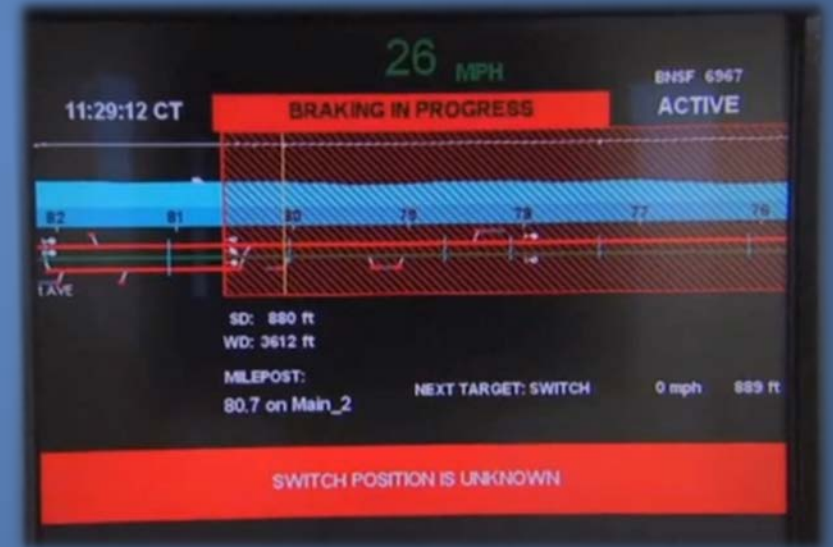 26 MPH
BNSF 6967
11:29:12 CT
BRAKING IN PROGRESS
ACTIVE
82 81 80 79 78 77 76
SD: 880 ft
WD: 3612 ft
MILEPOST:
80.7 on Main_2
NEXT TARGET: SWITCH 0 mph 889 ft
SWITCH POSITION IS UNKNOWN